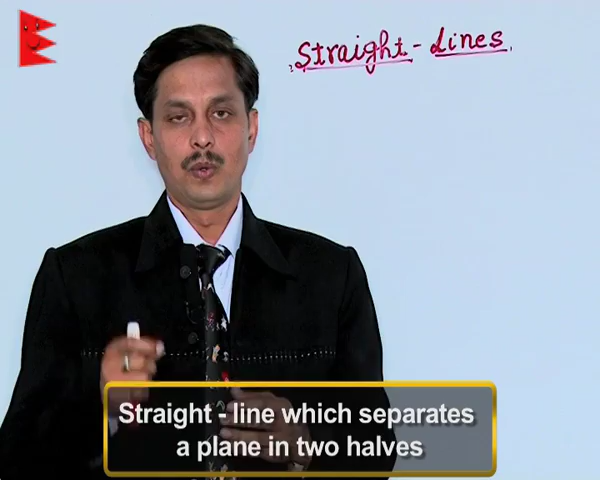 Straight - Lines
Straight - line which separates
a plane in two halves